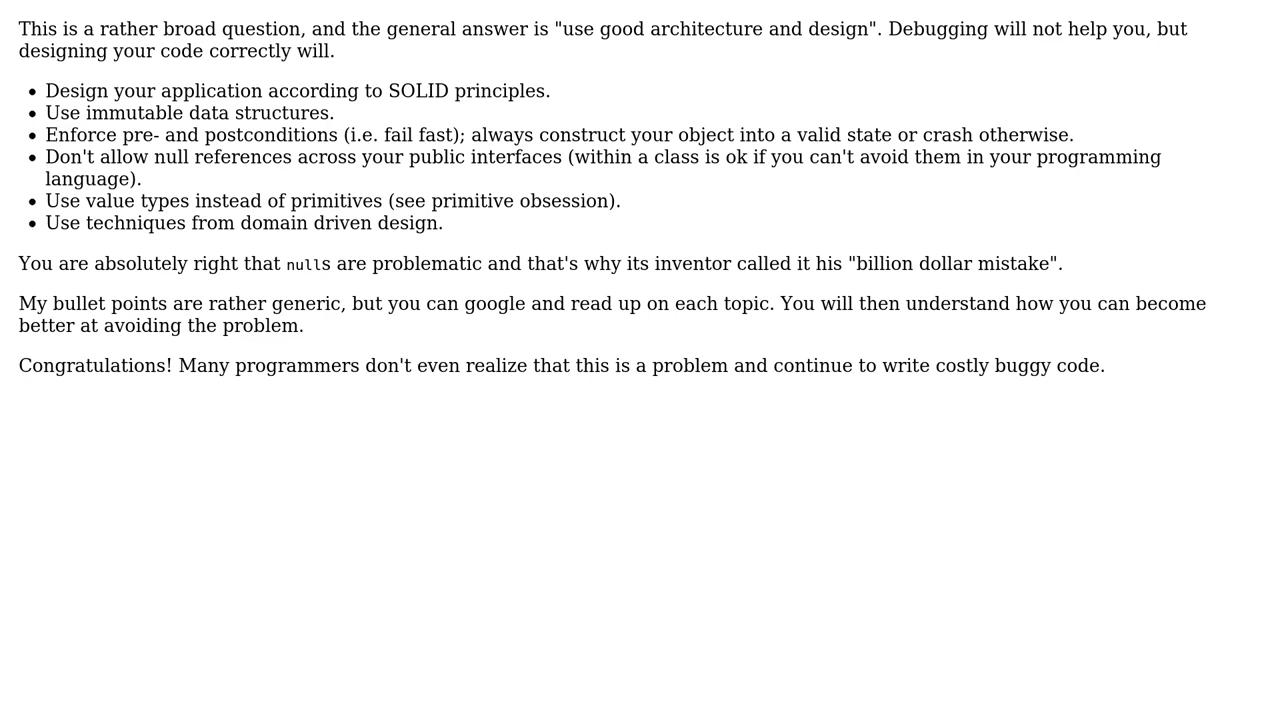 This is a rather broad question, and the general answer is "use good architecture and design". Debugging will not help you, but
designing your code correctly will.
• Design your application according to SOLID principles.
• Use immutable data structures.
• Enforce pre- and postconditions (i.e. fail fast); always construct your object into a valid state or crash otherwise.
• Don't allow null references across your public interfaces (within a class is ok if you can't avoid them in your programming
language).
• Use value types instead of primitives (see primitive obsession).
• Use techniques from domain driven design.
You are absolutely right that nulls are problematic and that's why its inventor called it his "billion dollar mistake".
My bullet points are rather generic, but you can google and read up on each topic. You will then understand how you can become
better at avoiding the problem.
Congratulations! Many programmers don't even realize that this is a problem and continue to write costly buggy code.